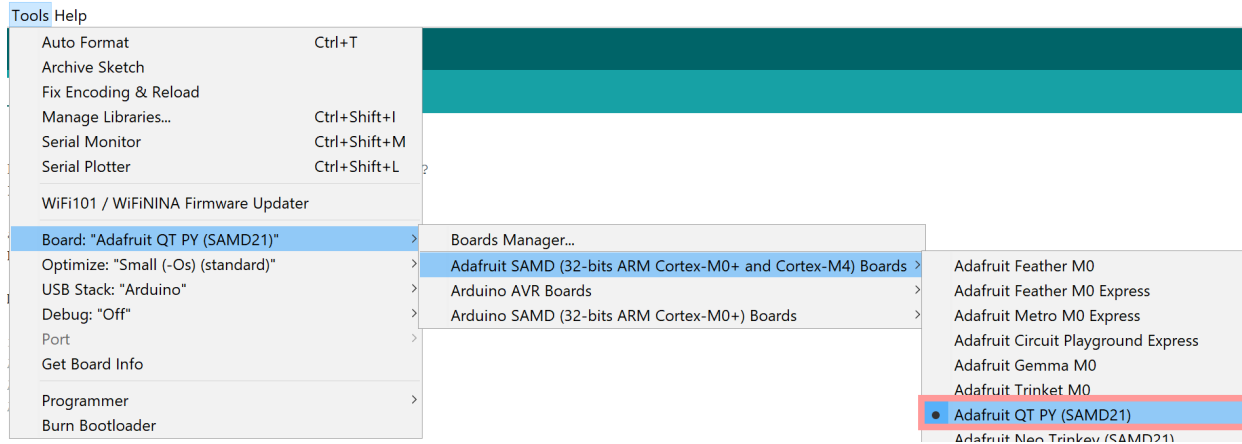 Tools Help
Auto Format Ctrl+T
Archive Sketch
Fix Encoding & Reload
Manage Libraries... Ctrl+Shift+I
Serial Monitor Ctrl+Shift+M
Serial Plotter Ctrl+Shift+L
?
WiFi101 / WiFiNINA Firmware Updater
Board: "Adafruit QT PY (SAMD21)"
Optimize: "Small (-Os) (standard)"
USB Stack: "Arduino"
Debug: "Off"
Port
Get Board Info
Programmer
Burn Bootloader
Boards Manager...
Adafruit SAMD (32-bits ARM Cortex-M0+ and Cortex-M4) Boards
Arduino AVR Boards
Arduino SAMD (32-bits ARM Cortex-M0+) Boards
Adafruit Feather M0
Adafruit Feather M0 Express
Adafruit Metro M0 Express
Adafruit Circuit Playground Express
Adafruit Gemma M0
Adafruit Trinket M0
Adafruit QT PY (SAMD21)
Adafruit Neo Trinkey (SAMD21)